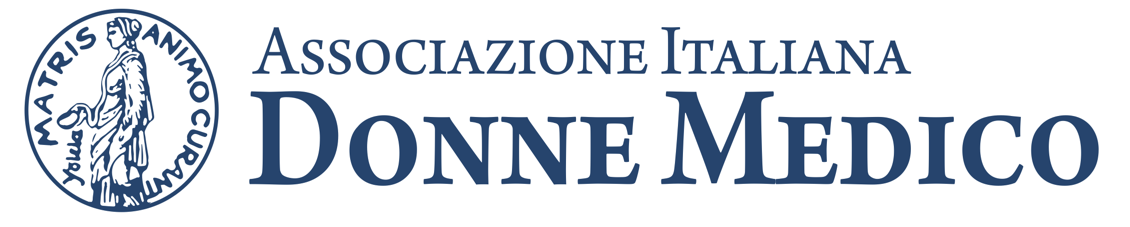 MATRIS ANIMO CURANT
ASSOCIAZIONE ITALIANA
DONNE MEDICO